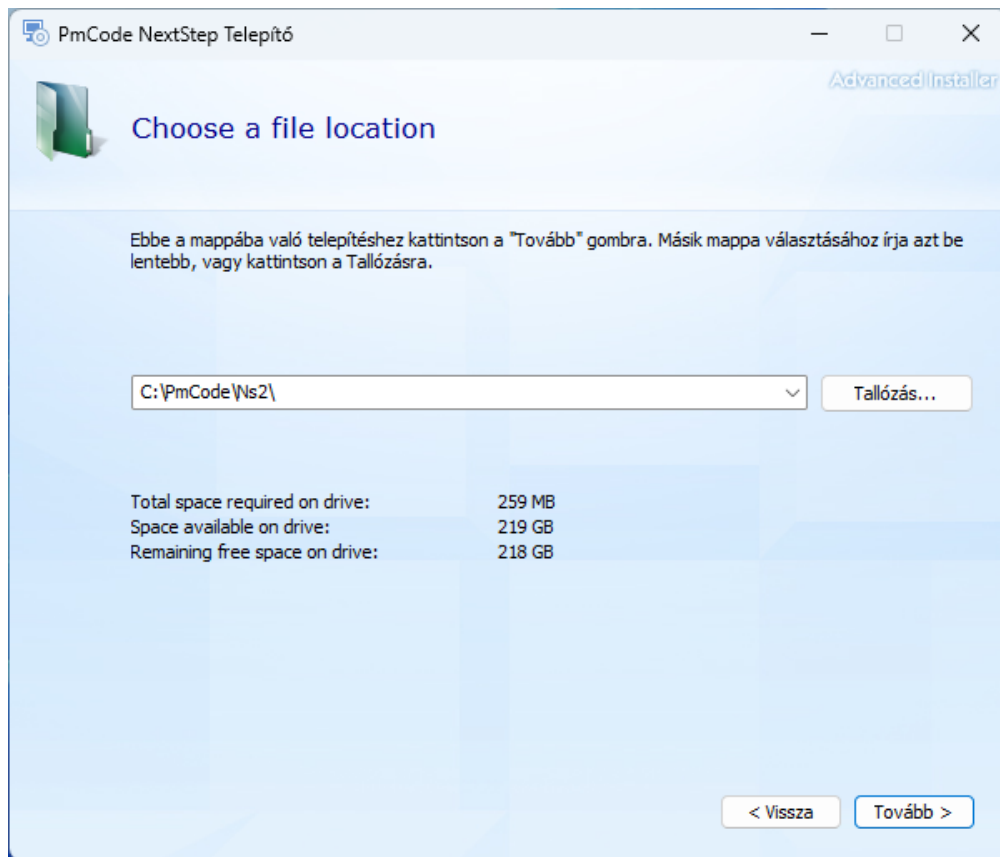 PmCode NextStep Telepítő
Advanced Installer
Choose a file location
Ebbe a mappába való telepítéshez kattintson a "Tovább" gombra. Másik mappa választásához írja azt be
lentebb, vagy kattintson a Tallózásra.
C:\PmCode\Ns2\
Tallózás...
Total space required on drive: 259 MB
Space available on drive: 219 GB
Remaining free space on drive: 218 GB
< Vissza
Tovább >